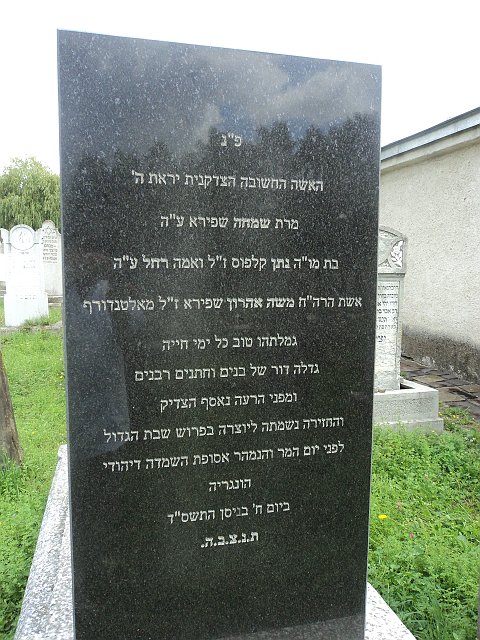 פ"נ
האשה החשובה הצדקנית יראת ה'
מרת שמחה שפירא ע"ה
בת מו"ה נתן קלפוס ז"ל ואמה רחל ע"ה
אשת הרה"ח משה אהרון שפירא ז"ל מאלטנדורף
גמלתהו טוב כל ימי חייה
גדלה דור של בנים וחתנים רבנים
ומפני הרעה נאסף הצדיק
והחזירה נשמתה ליוצרה בפרוש שבת הגדול
לפני יום המר והנמהר אסופת השמדה דיהודי
הונגריה
ביום ח' בניסן התשס"ד
ת.נ.צ.ב.ה.